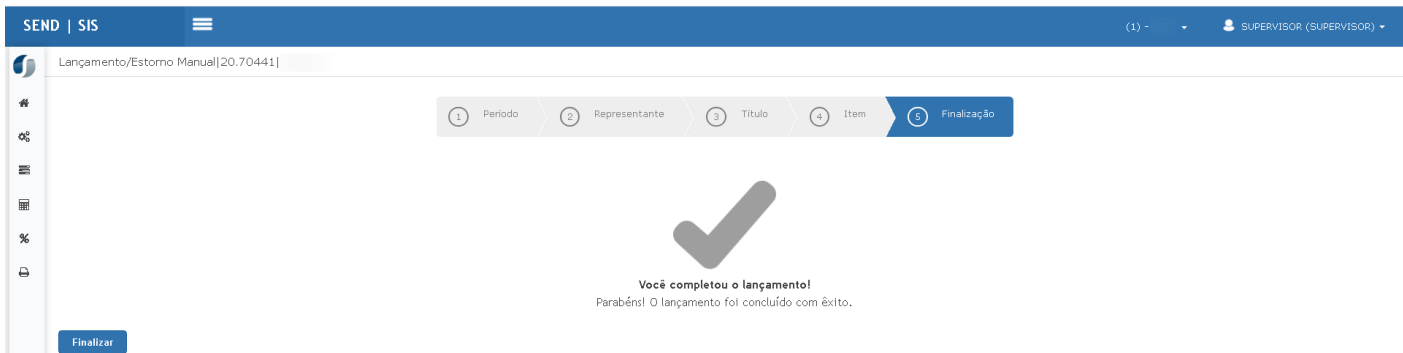 SEND | SIS
(1) -
SUPERVISOR (SUPERVISOR)
Lançamento/Estorno Manual|20.70441|
1 Período
2 Representante
3 Título
4 Item
5 Finalização
Você completou o lançamento!
Parabéns! O lançamento foi concluído com êxito.
Finalizar